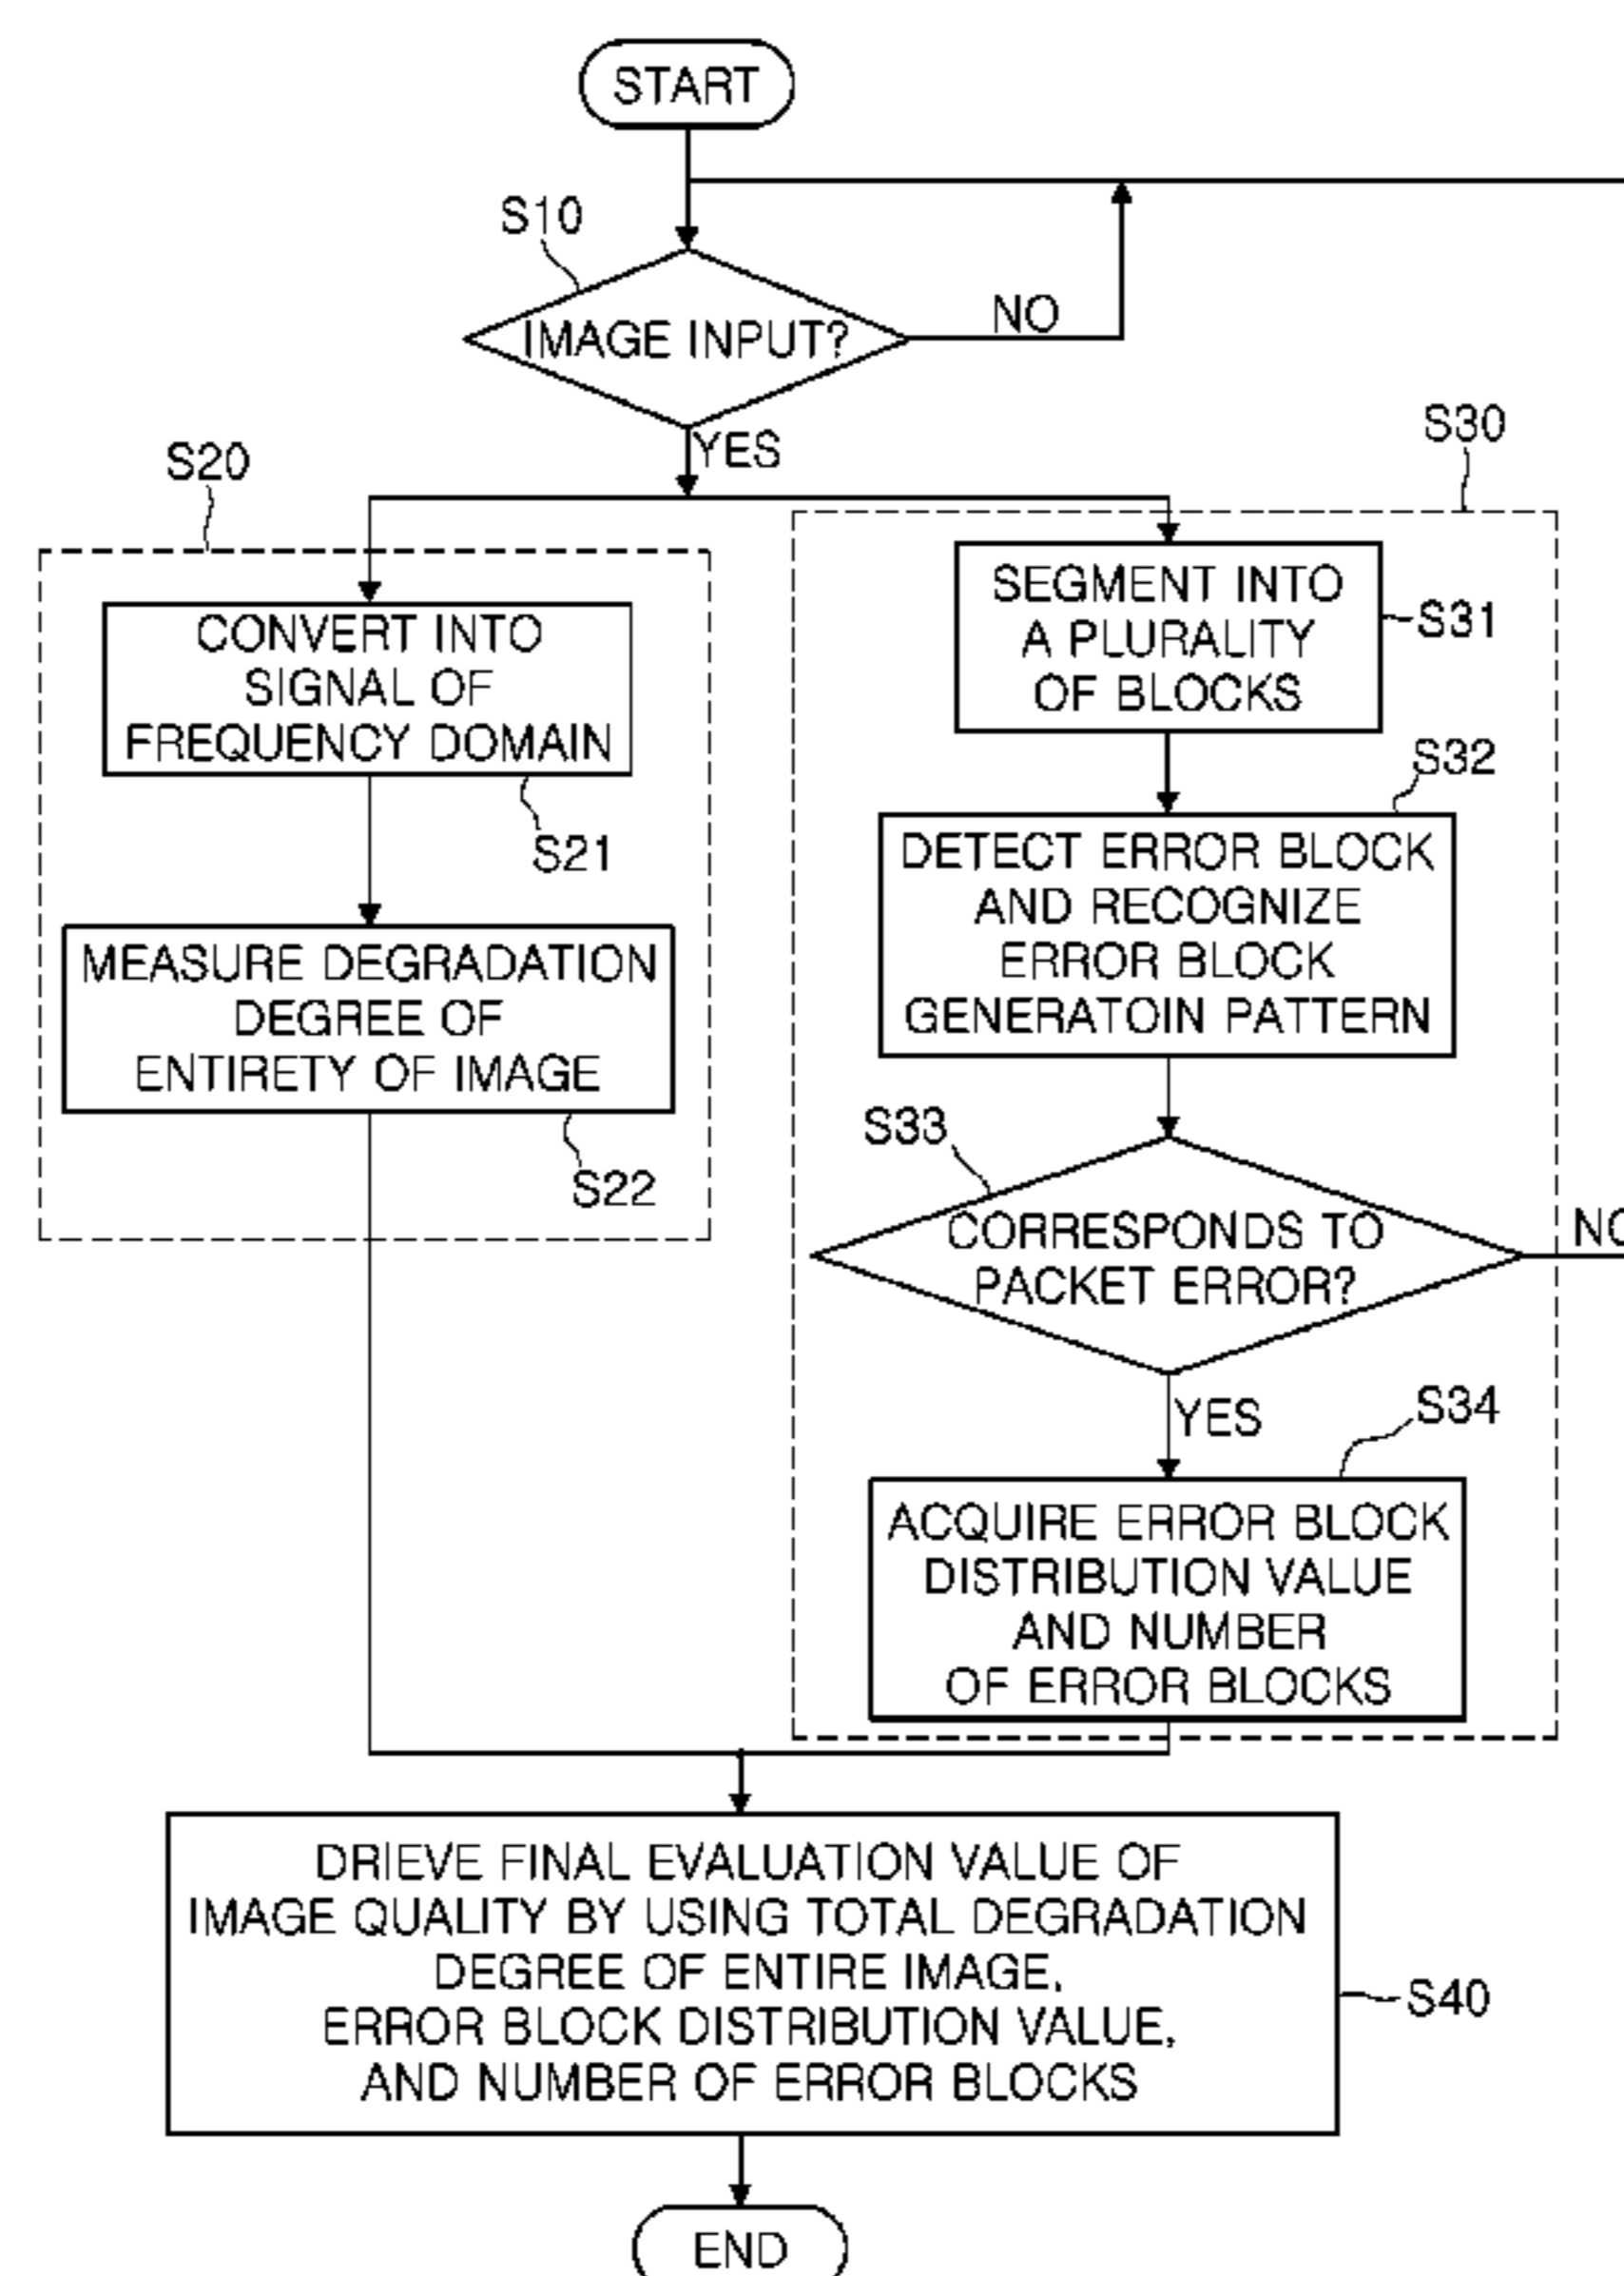 START
S10
IMAGE INPUT?
NO
YES
S20
CONVERT INTO
SIGNAL OF
FREQUENCY DOMAIN
S21
MEASURE DEGRADATION
DEGREE OF
ENTIRETY OF IMAGE
S22
S30
SEGMENT INTO
A PLURALITY
OF BLOCKS
S31
S32
DETECT ERROR BLOCK
AND RECOGNIZE
ERROR BLOCK
GENERATOIN PATTERN
S33
CORRESPONDS TO
PACKET ERROR?
NO
YES
S34
ACQUIRE ERROR BLOCK
DISTRIBUTION VALUE
AND NUMBER
OF ERROR BLOCKS
DRIEVE FINAL EVALUATION VALUE OF
IMAGE QUALITY BY USING TOTAL DEGRADATION
DEGREE OF ENTIRE IMAGE,
ERROR BLOCK DISTRIBUTION VALUE,
AND NUMBER OF ERROR BLOCKS
S40
END